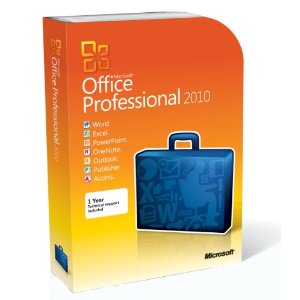 Microsoft
Office
Professional 2010
Word
Excel
PowerPoint
OneNote
Outlook
Publisher
Access
1 Year
Technical support
included
Microsoft